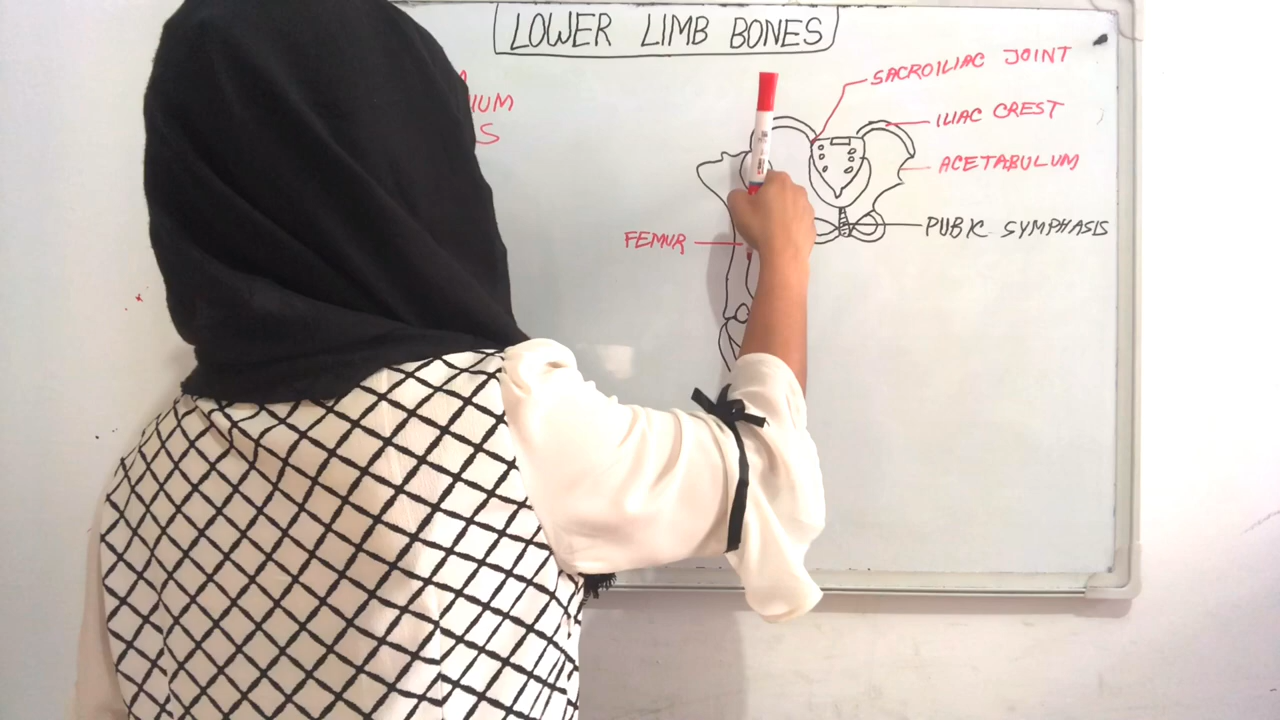 LOWER LIMB BONES
SACROILIAC JOINT
ILIAC CREST
ACETABULUM
FEMUR
PUBIC SYMPHASIS